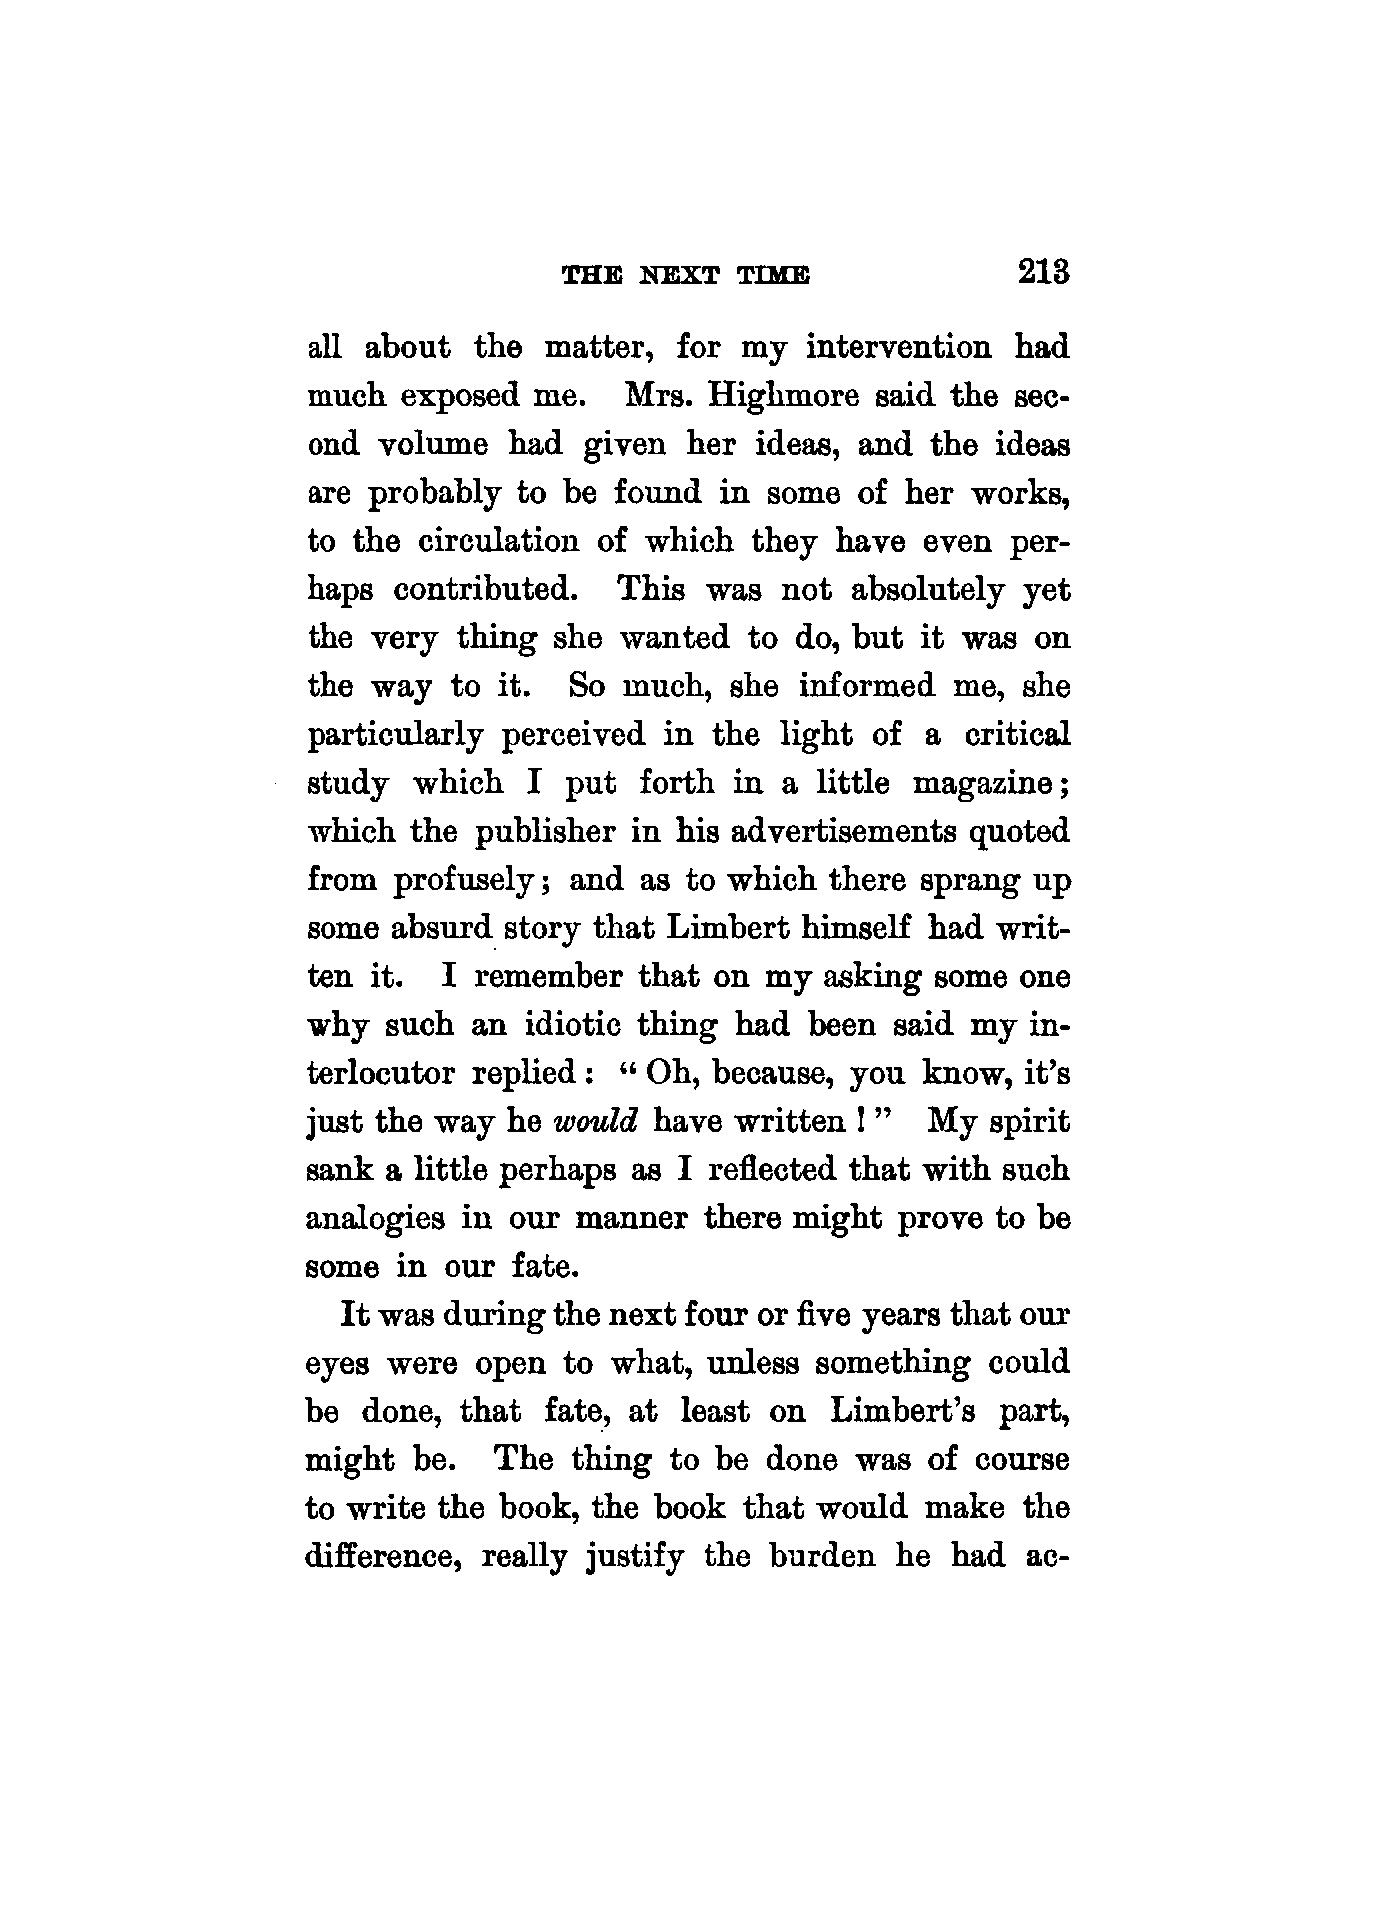 THE NEXT TIME 213
all about the matter, for my intervention had
much exposed me. Mrs. Highmore said the sec-
ond volume had given her ideas, and the ideas
are probably to be found in some of her works,
to the circulation of which they have even per-
haps contributed. This was not absolutely yet
the very thing she wanted to do, but it was on
the way to it. So much, she informed me, she
particularly perceived in the light of a critical
study which I put forth in a little magazine;
which the publisher in his advertisements quoted
from profusely; and as to which there sprang up
some absurd story that Limbert himself had writ-
ten it. I remember that on my asking some one
why such an idiotic thing had been said my in-
terlocutor replied: “Oh, because, you know, it's
just the way he would have written!” My spirit
sank a little perhaps as I reflected that with such
analogies in our manner there might prove to be
some in our fate.
It was during the next four or five years that our
eyes were open to what, unless something could
be done, that fate, at least on Limbert's part,
might be. The thing to be done was of course
to write the book, the book that would make the
difference, really justify the burden he had ac-